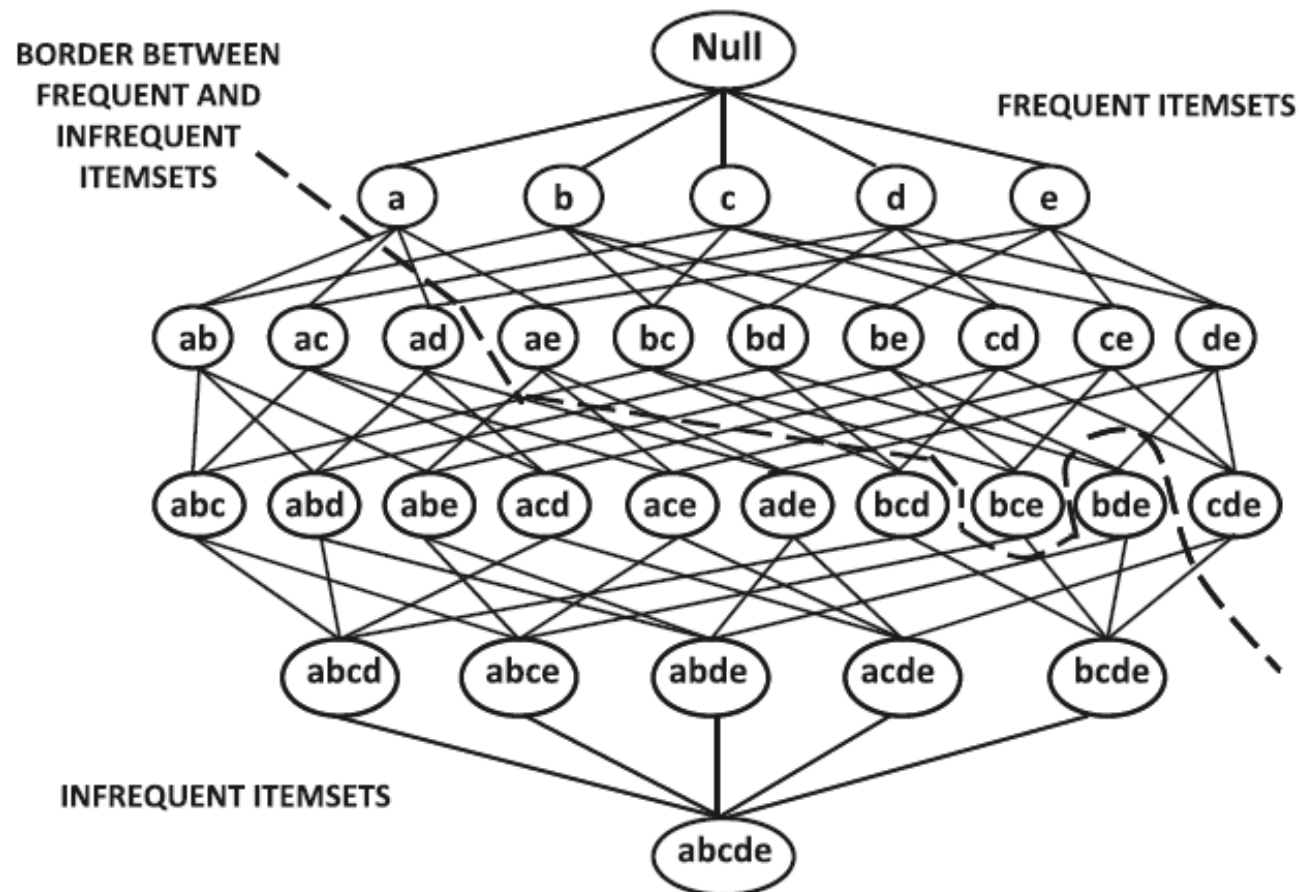 BORDER BETWEEN
FREQUENT AND
INFREQUENT
ITEMSETS
Null
FREQUENT ITEMSETS
a b c d e
ab ac ad ae bc bd be cd ce de
abc abd abe acd ace ade bcd bce bde cde
abcd abce abde acde bcde
INFREQUENT ITEMSETS
abcde